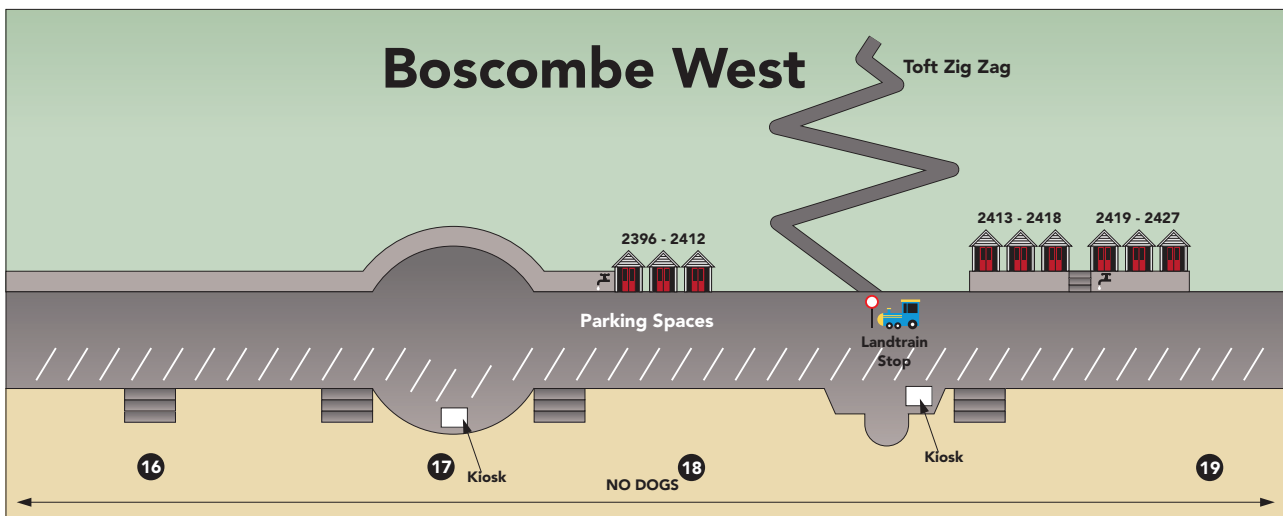 Boscombe West
Toft Zig Zag
2396 - 2412
2413 - 2418
2419 - 2427
Parking Spaces
Landtrain
Stop
16
17
Kiosk
18
Kiosk
19
NO DOGS